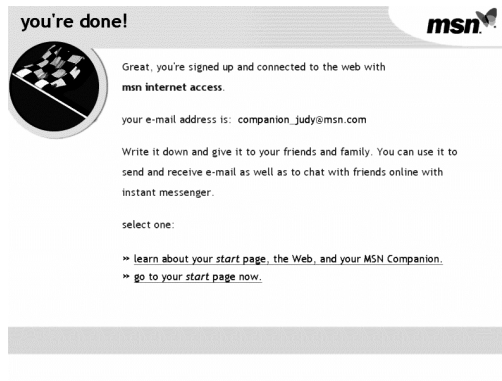 you're done!
msn
Great, you're signed up and connected to the web with
msn internet access.
your e-mail address is: companion_judy@msn.com
Write it down and give it to your friends and family. You can use it to
send and receive e-mail as well as to chat with friends online with
instant messenger.
select one:
» learn about your start page, the Web, and your MSN Companion.
» go to your start page now.